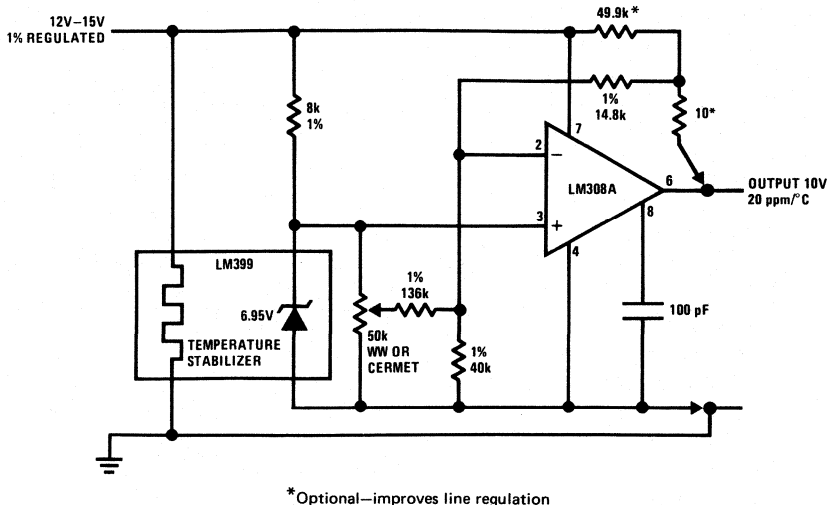 12V–15V
1% REGULATED
49.9k*
8k
1%
1%
14.8k
10*
7
2
–
LM308A
6
OUTPUT 10V
20 ppm/°C
3
+
8
4
LM399
1%
136k
6.95V
100 pF
50k
WW OR
CERMET
TEMPERATURE
STABILIZER
1%
40k
*Optional—improves line regulation